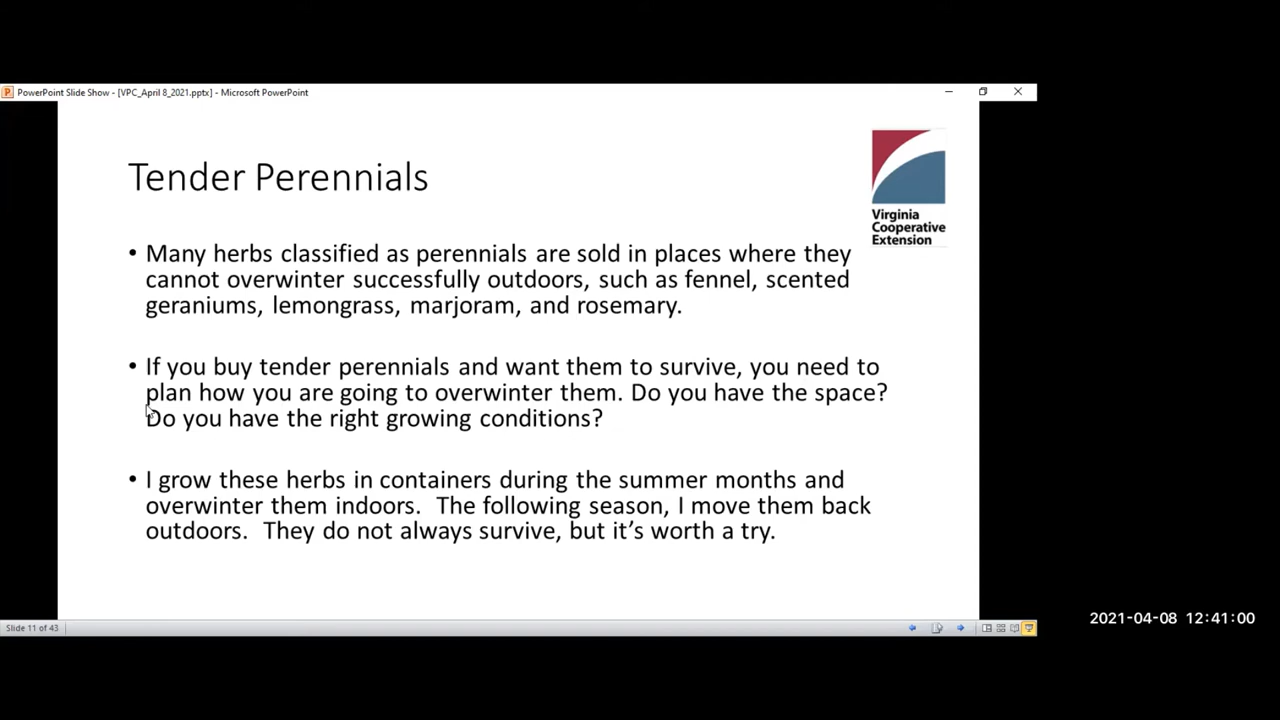 PowerPoint Slide Show - [VPC_April 8_2021.pptx] - Microsoft PowerPoint
Tender Perennials
Virginia
Cooperative
Extension
• Many herbs classified as perennials are sold in places where they
cannot overwinter successfully outdoors, such as fennel, scented
geraniums, lemongrass, marjoram, and rosemary.
• If you buy tender perennials and want them to survive, you need to
plan how you are going to overwinter them. Do you have the space?
Do you have the right growing conditions?
• I grow these herbs in containers during the summer months and
overwinter them indoors.  The following season, I move them back
outdoors.  They do not always survive, but it’s worth a try.
2021-04-08 12:41:00
Slide 11 of 43